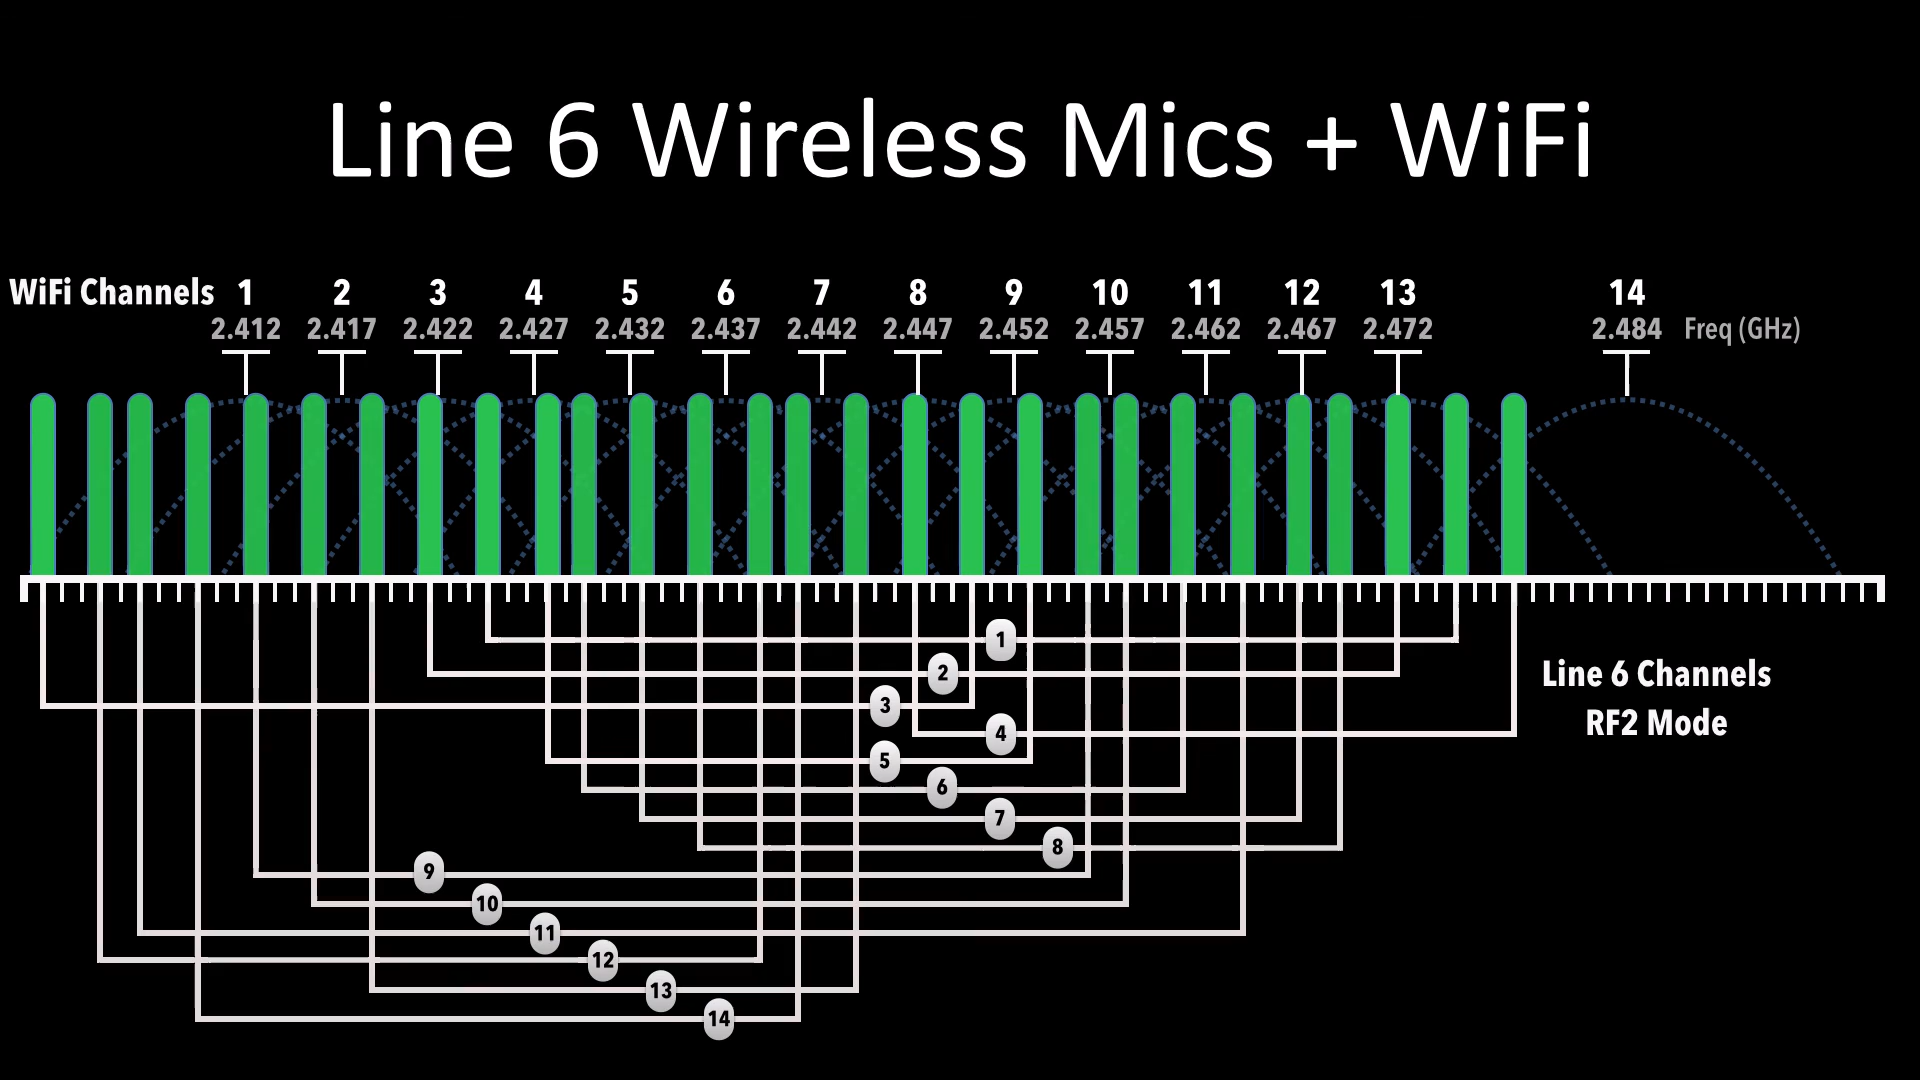 Line 6 Wireless Mics + WiFi
WiFi Channels 1 2 3 4 5 6 7 8 9 10 11 12 13 14
2.412 2.417 2.422 2.427 2.432 2.437 2.442 2.447 2.452 2.457 2.462 2.467 2.472 2.484 Freq (GHz)
1
2
3
4
5
6
7
8
9
10
11
12
13
14
Line 6 Channels
RF2 Mode